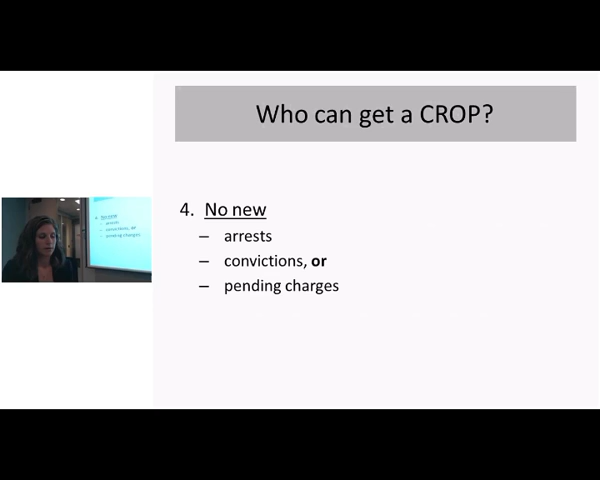 Who can get a CROP?
4. No new
– arrests
– convictions, or
– pending charges